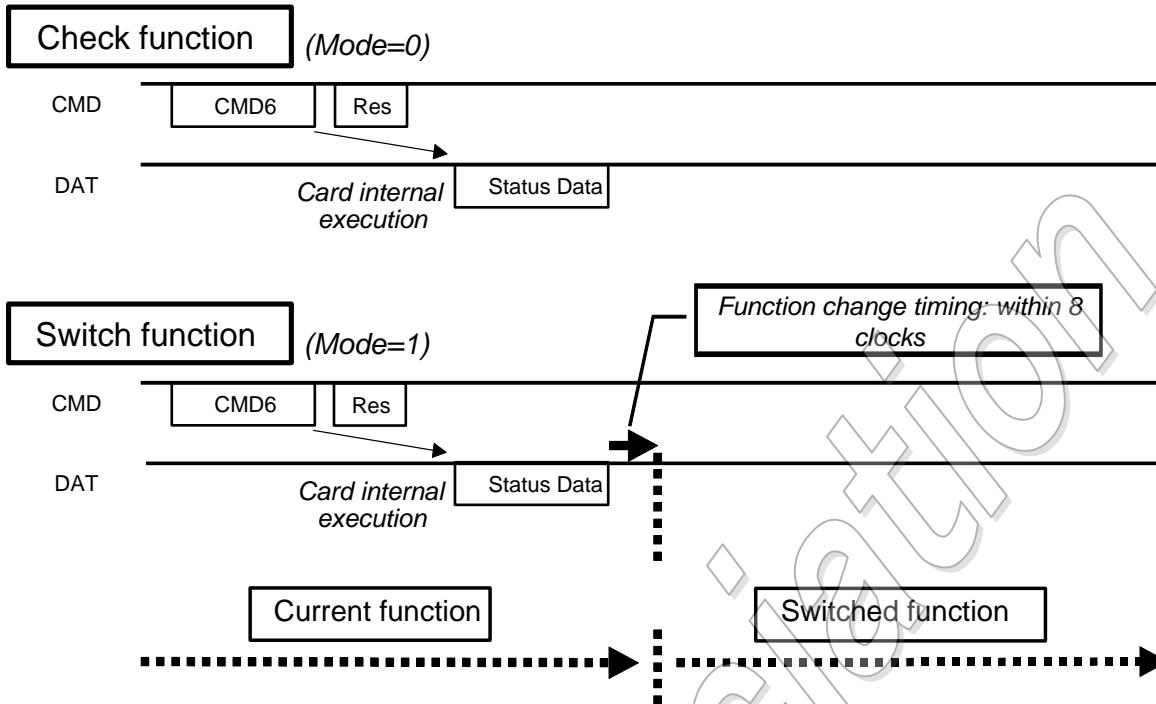 Check function (Mode=0)
CMD CMD6 Res
DAT Status Data
Card internal
execution
Function change timing: within 8
clocks
Switch function (Mode=1)
CMD CMD6 Res
DAT Status Data
Card internal
execution
Current function Switched function